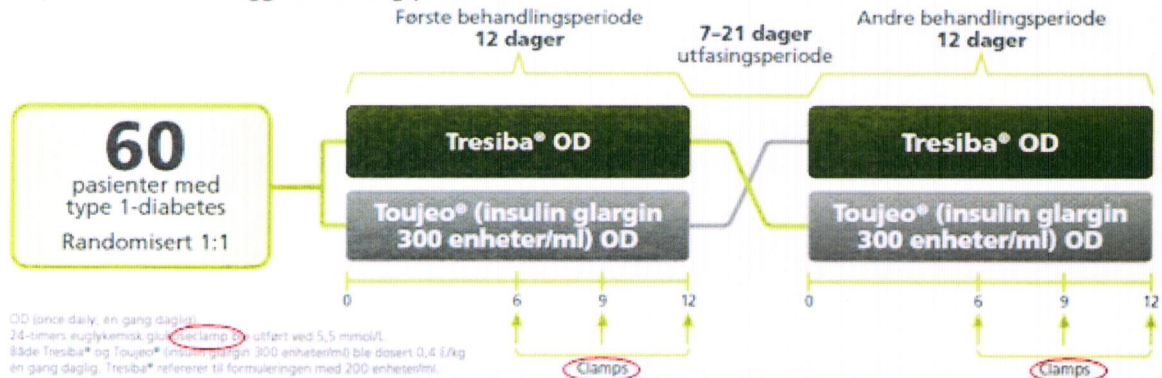 Første behandlingsperiode
12 dager
7–21 dager
utfasingsperiode
Andre behandlingsperiode
12 dager
60
pasienter med
type 1-diabetes
Randomisert 1:1
Tresiba® OD
Toujeo® (insulin glargin
300 enheter/ml) OD
Tresiba® OD
Toujeo® (insulin glargin
300 enheter/ml) OD
0 6 9 12
0 6 9 12
Clamps
Clamps
OD (once daily, en gang daglig)
24-timers euglykemisk utført ved 5,5 mmol/L.
Både Tresiba® og Toujeo® (insulin glargin 300 enheter/ml) ble dosert 0,4 E/kg
én gang daglig. Tresiba® refererer til formuleringen med 200 enheter/ml.